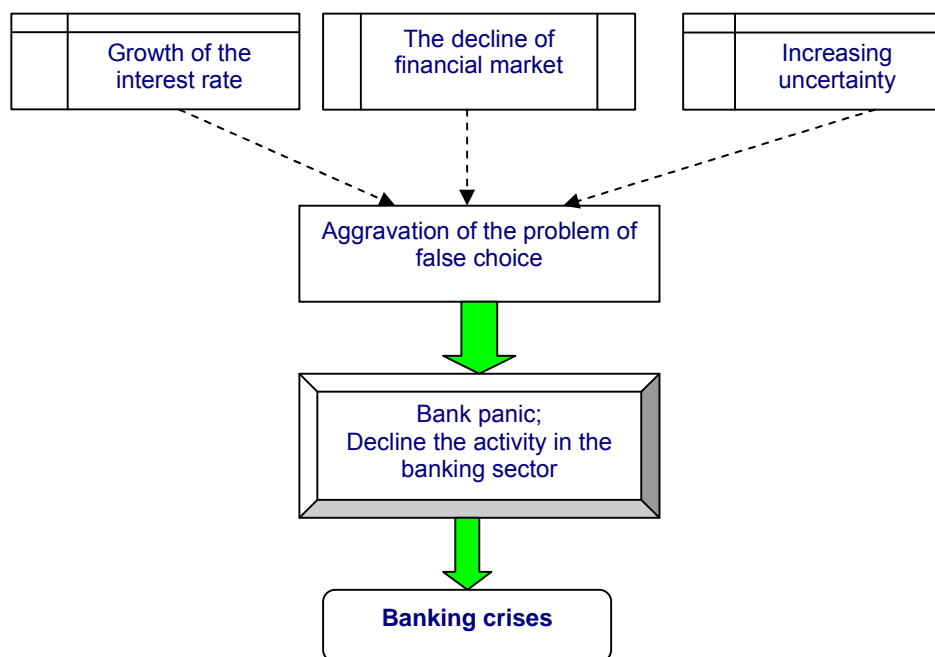 Growth of the
interest rate
The decline of
financial market
Increasing
uncertainty
Aggravation of the problem of
false choice
Bank panic;
Decline the activity in the
banking sector
Banking crises